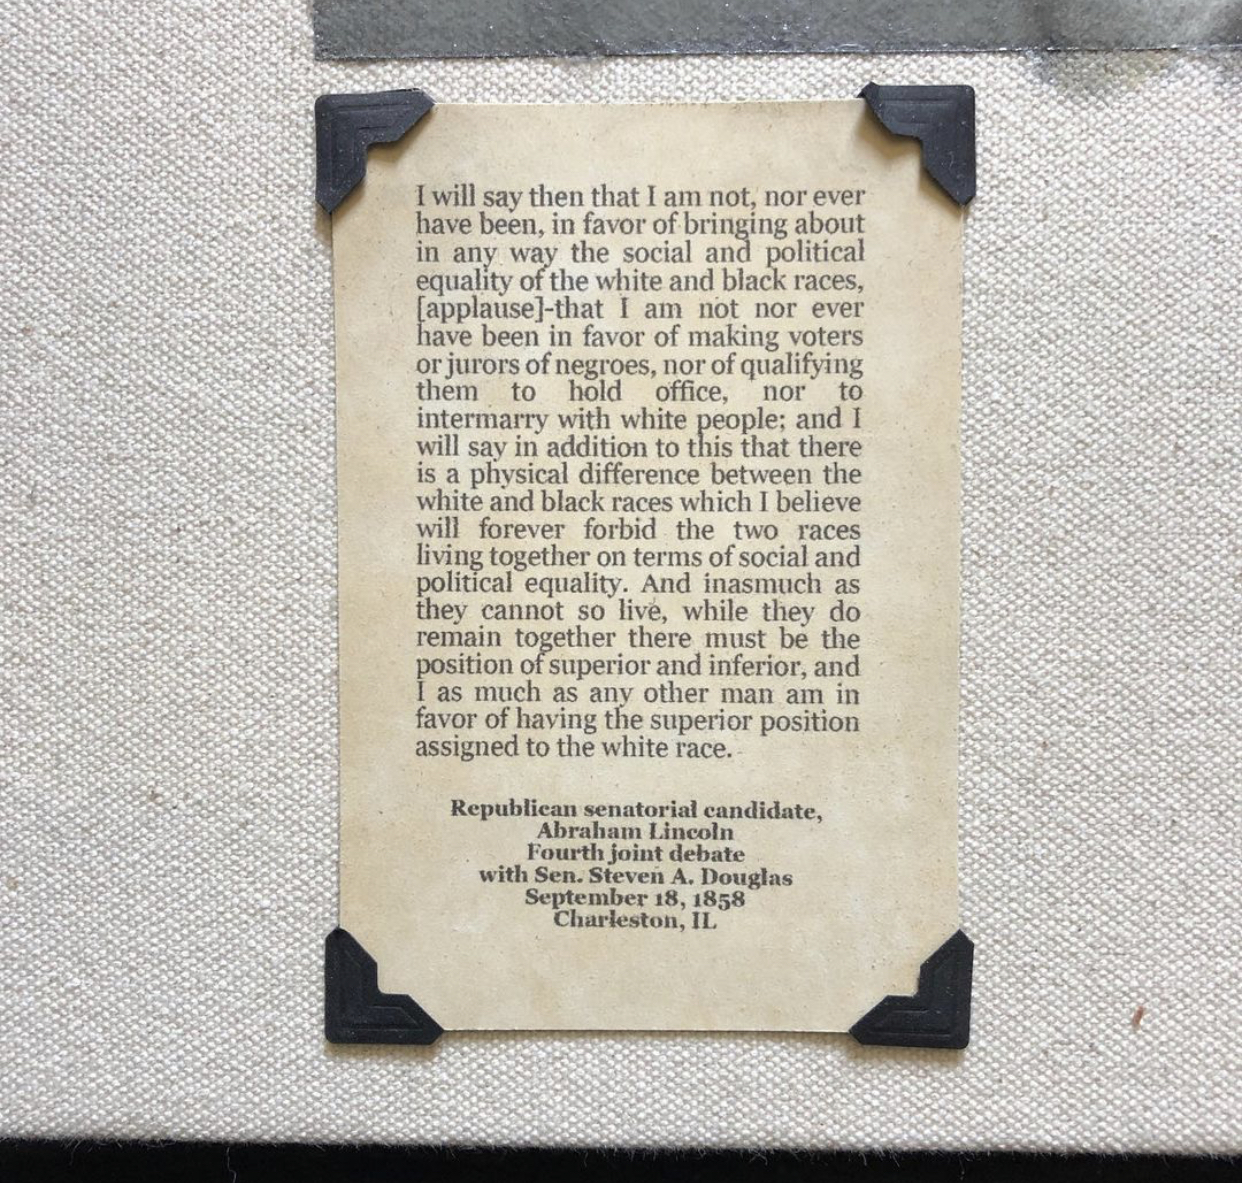 I will say then that I am not, nor ever
have been, in favor of bringing about
in any way the social and political
equality of the white and black races,
[applause]-that I am not nor ever
have been in favor of making voters
or jurors of negroes, nor of qualifying
them to hold office, nor to
intermarry with white people; and I
will say in addition to this that there
is a physical difference between the
white and black races which I believe
will forever forbid the two races
living together on terms of social and
political equality. And inasmuch as
they cannot so live, while they do
remain together there must be the
position of superior and inferior, and
I as much as any other man am in
favor of having the superior position
assigned to the white race.
Republican senatorial candidate,
Abraham Lincoln
Fourth joint debate
with Sen. Steven A. Douglas
September 18, 1858
Charleston, IL